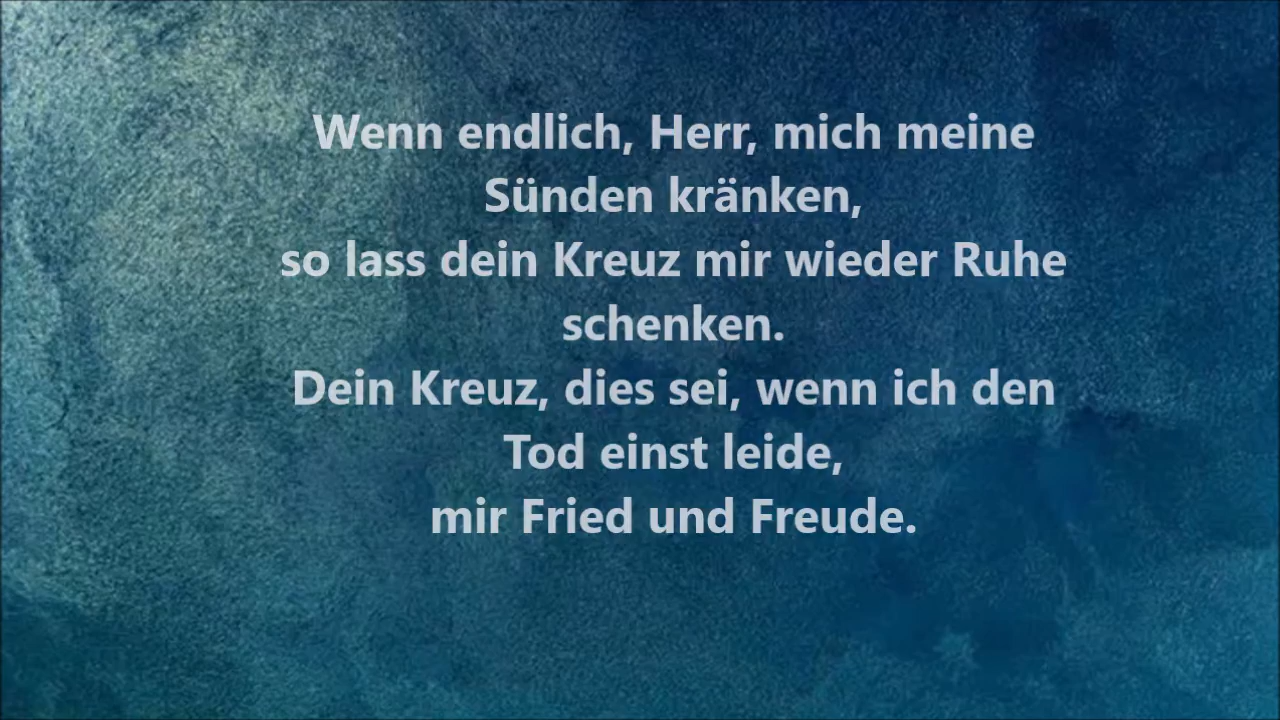 Wenn endlich, Herr, mich meine
Sünden kränken,
so lass dein Kreuz mir wieder Ruhe
schenken.
Dein Kreuz, dies sei, wenn ich den
Tod einst leide,
mir Fried und Freude.